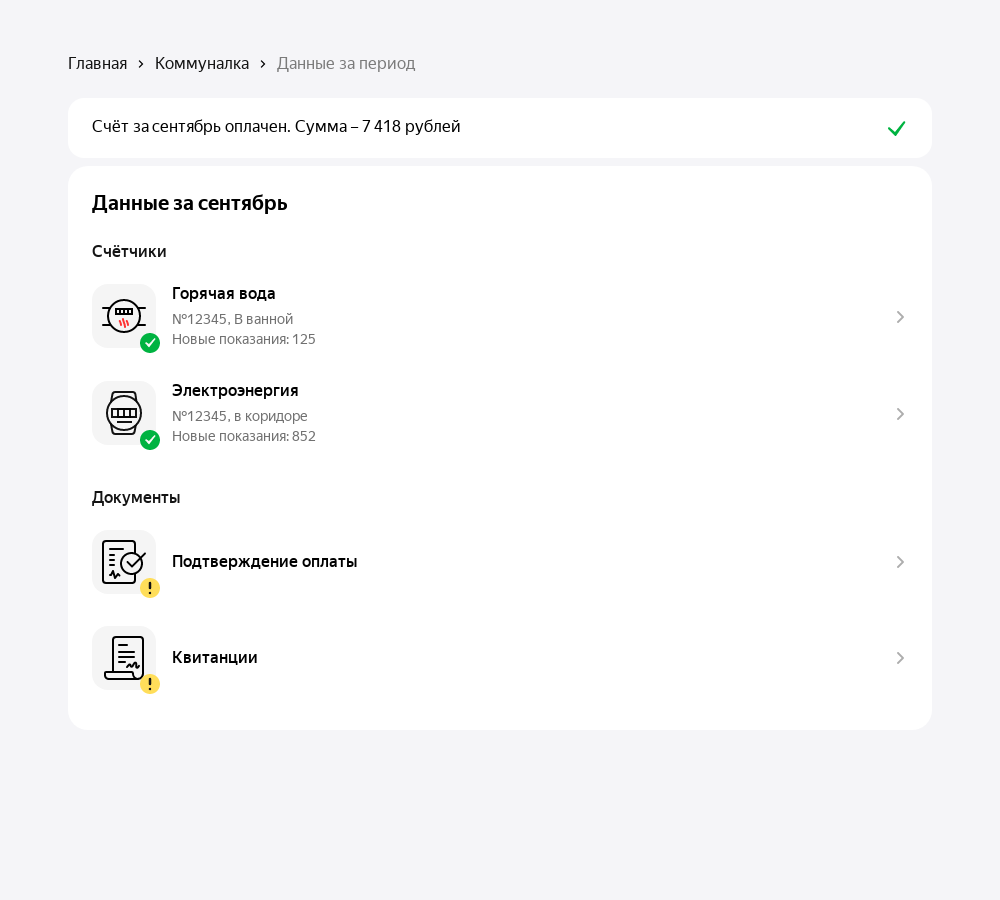 Главная › Коммуналка › Данные за период
Счёт за сентябрь оплачен. Сумма – 7 418 рублей
Данные за сентябрь
Счётчики
Горячая вода
№12345, В ванной
Новые показания: 125
Электроэнергия
№12345, в коридоре
Новые показания: 852
Документы
Подтверждение оплаты
Квитанции